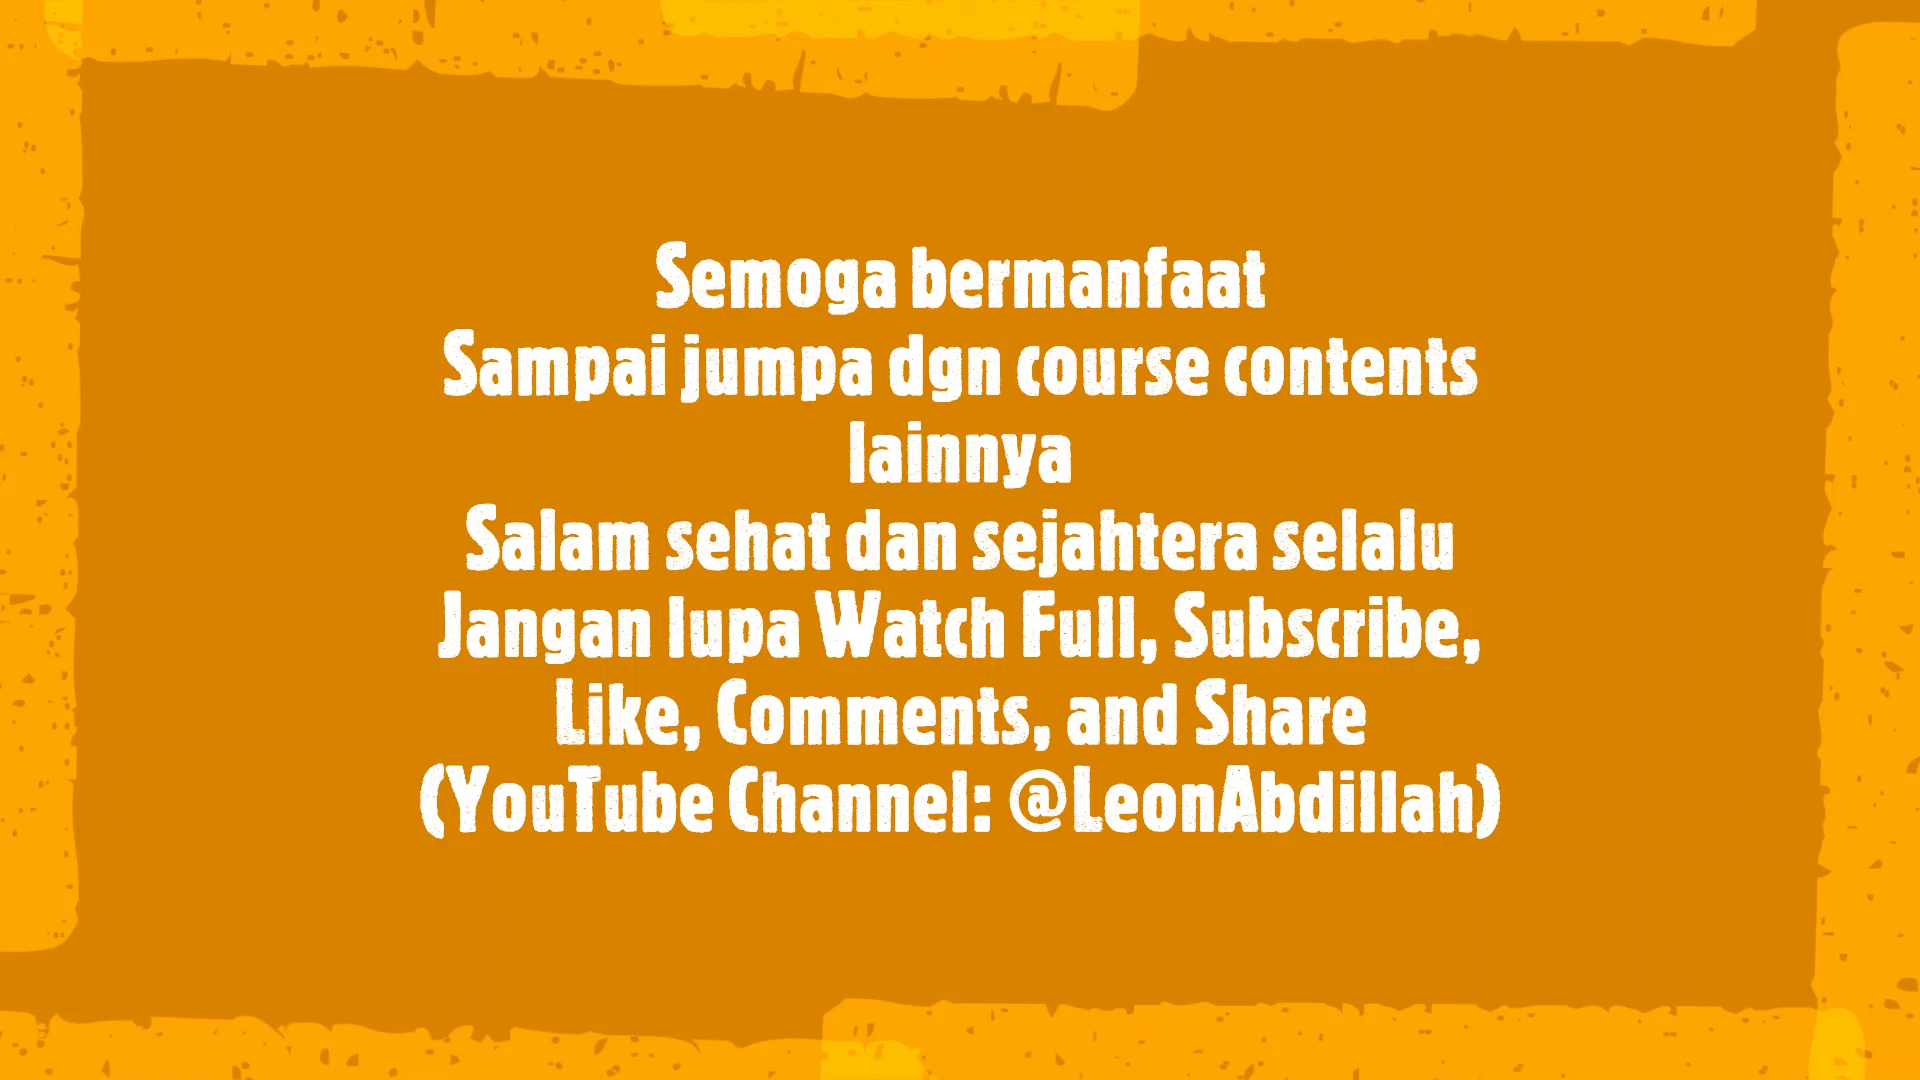 Semoga bermanfaat
Sampai jumpa dgn course contents
lainnya
Salam sehat dan sejahtera selalu
Jangan lupa Watch Full, Subscribe,
Like, Comments, and Share
(YouTube Channel: @LeonAbdillah)